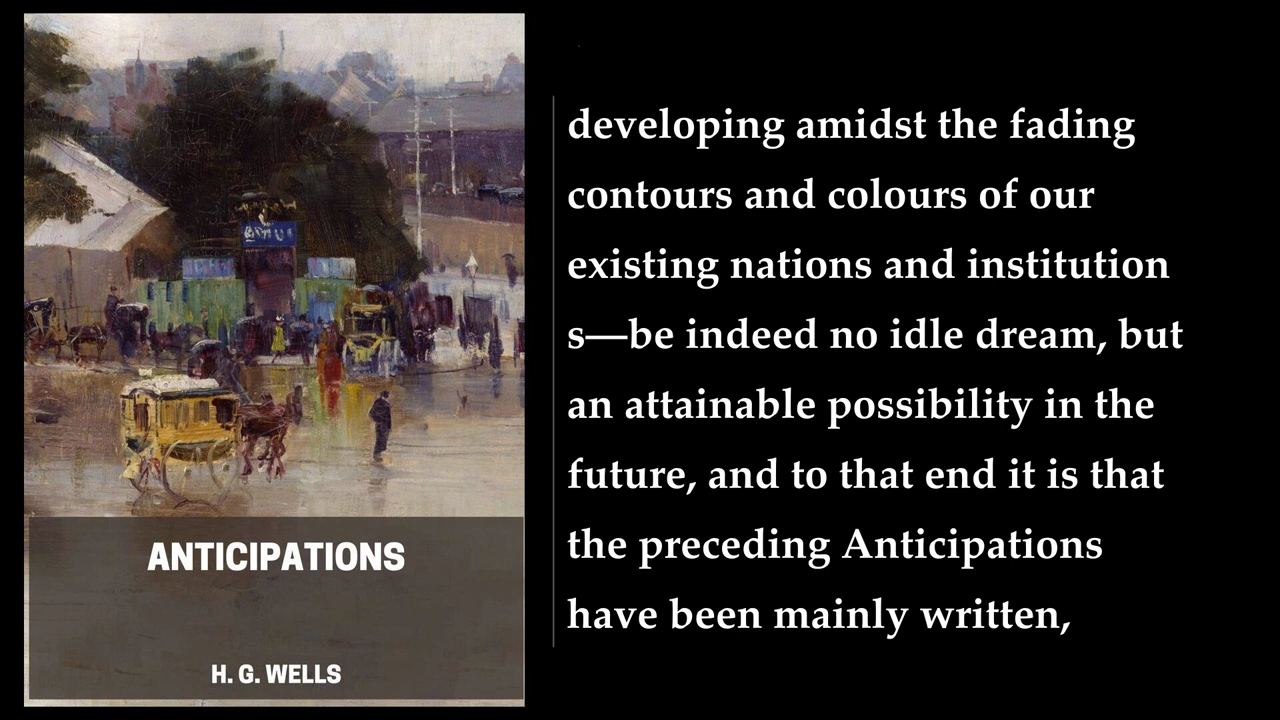 ANTICIPATIONS
H. G. WELLS
developing amidst the fading
contours and colours of our
existing nations and institution
s—be indeed no idle dream, but
an attainable possibility in the
future, and to that end it is that
the preceding Anticipations
have been mainly written,